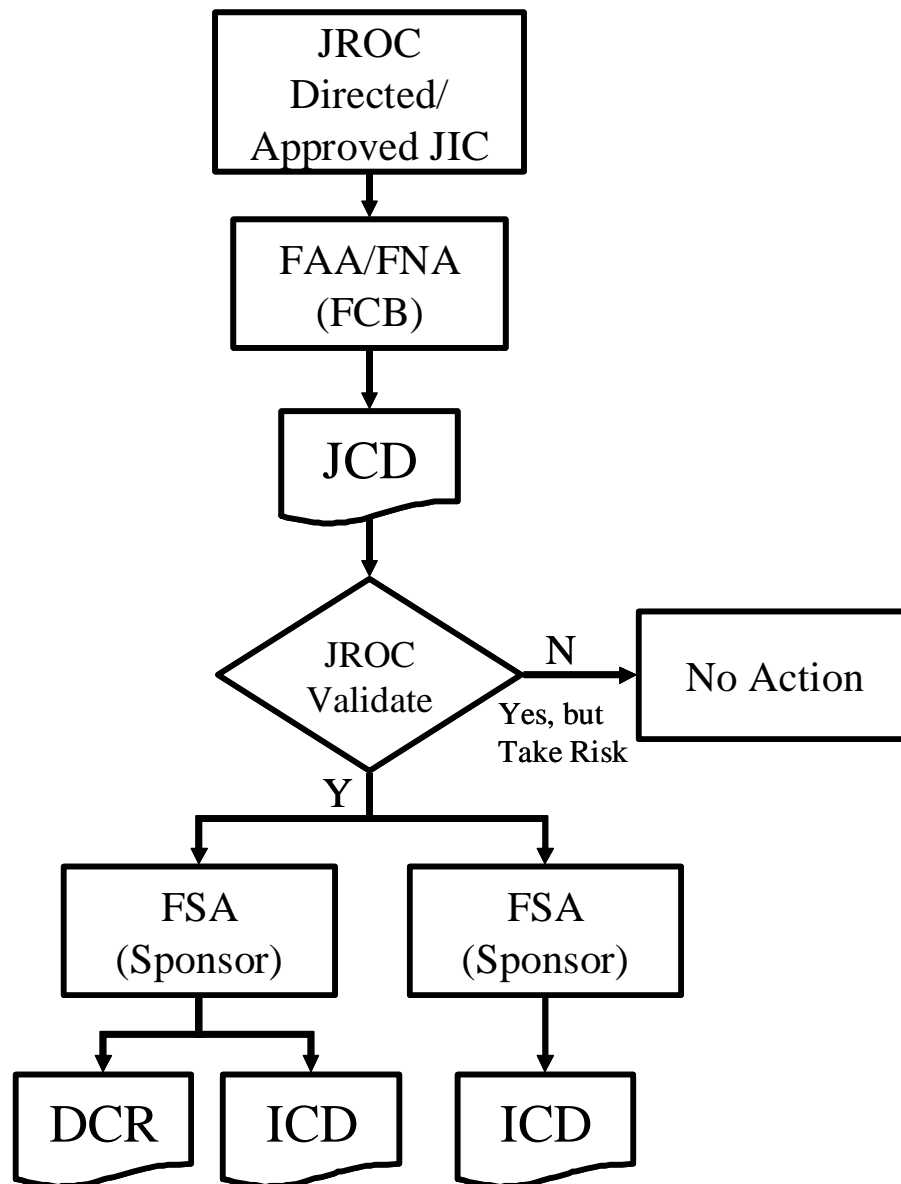 JROC
Directed/
Approved JIC
FAA/FNA
(FCB)
JCD
JROC
Validate
N
Yes, but
Take Risk
No Action
Y
FSA
(Sponsor)
FSA
(Sponsor)
DCR
ICD
ICD